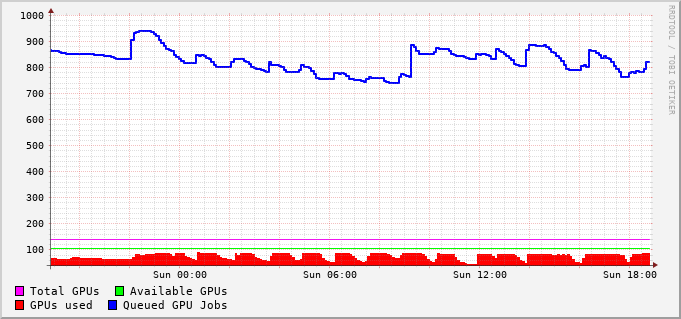 1000
900
800
700
600
500
400
300
200
100
Sun 00:00 Sun 06:00 Sun 12:00 Sun 18:00
Total GPUs Available GPUs
GPUs used Queued GPU Jobs
RRDTOOL / TOBI OETIKER